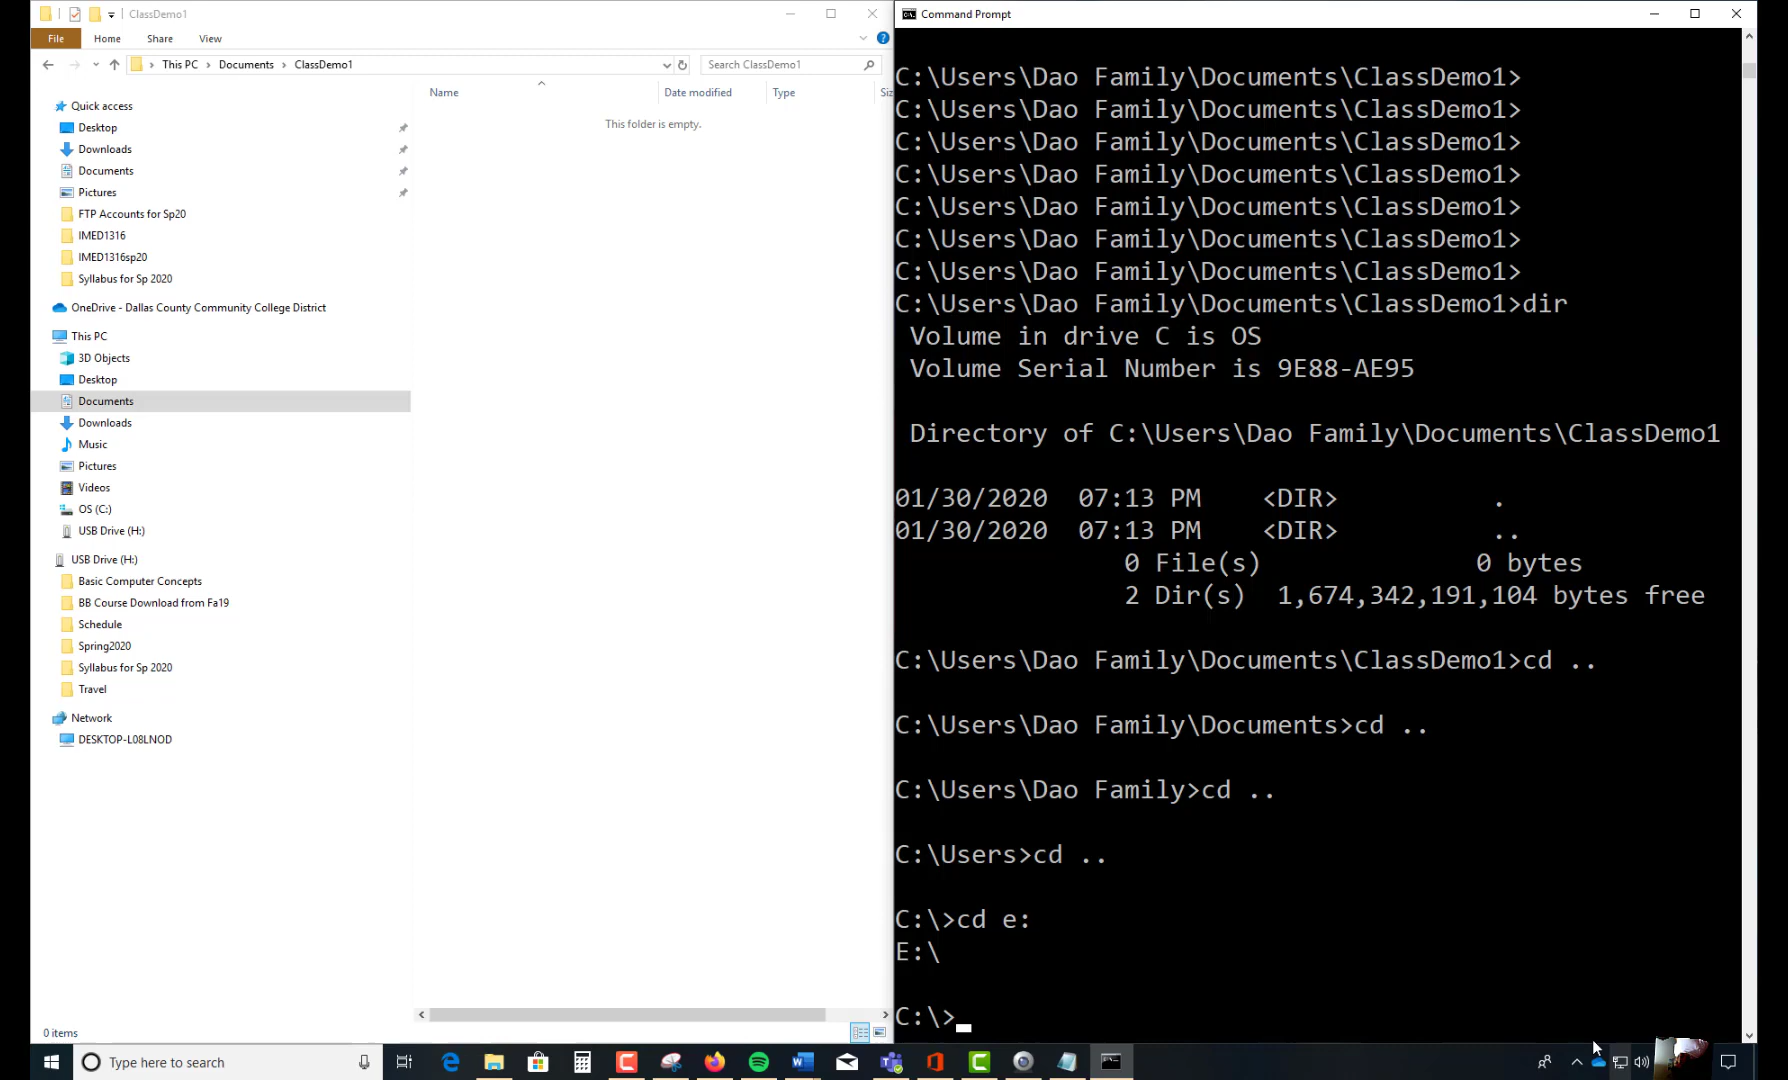 ClassDemo1
File Home Share View
This PC > Documents > ClassDemo1
Search ClassDemo1
Name Date modified Type Siz
This folder is empty.
Quick access
Desktop
Downloads
Documents
Pictures
FTP Accounts for Sp20
IMED1316
IMED1316sp20
Syllabus for Sp 2020
OneDrive - Dallas County Community College District
This PC
3D Objects
Desktop
Documents
Downloads
Music
Pictures
Videos
OS (C:)
USB Drive (H:)
USB Drive (H:)
Basic Computer Concepts
BB Course Download from Fa19
Schedule
Spring2020
Syllabus for Sp 2020
Travel
Network
DESKTOP-L08LNOD
0 items
Command Prompt
C:\Users\Dao Family\Documents\ClassDemo1>
C:\Users\Dao Family\Documents\ClassDemo1>
C:\Users\Dao Family\Documents\ClassDemo1>
C:\Users\Dao Family\Documents\ClassDemo1>
C:\Users\Dao Family\Documents\ClassDemo1>
C:\Users\Dao Family\Documents\ClassDemo1>
C:\Users\Dao Family\Documents\ClassDemo1>
C:\Users\Dao Family\Documents\ClassDemo1>dir
Volume in drive C is OS
Volume Serial Number is 9E88-AE95
Directory of C:\Users\Dao Family\Documents\ClassDemo1
01/30/2020 07:13 PM <DIR> .
01/30/2020 07:13 PM <DIR> ..
0 File(s) 0 bytes
2 Dir(s) 1,674,342,191,104 bytes free
C:\Users\Dao Family\Documents\ClassDemo1>cd ..
C:\Users\Dao Family\Documents>cd ..
C:\Users\Dao Family>cd ..
C:\Users>cd ..
C:\>cd e:
E:\
C:\>
Type here to search